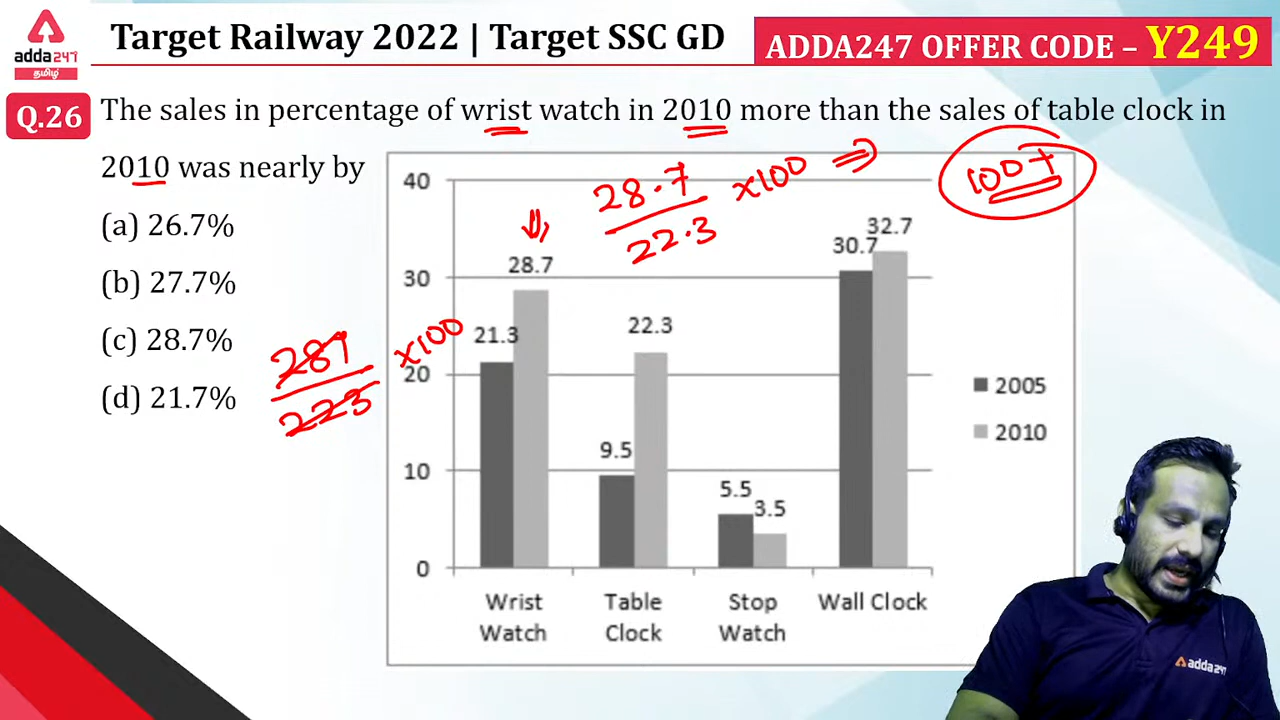 adda247
தமிழ்
Target Railway 2022 | Target SSC GD
ADDA247 OFFER CODE – Y249
Q.26
The sales in percentage of wrist watch in 2010 more than the sales of table clock in
2010 was nearly by
(a) 26.7%
(b) 27.7%
(c) 28.7%
(d) 21.7%
28.7
22.3
×100 ⇒
100+
287
223
×100
40
30
20
10
0
21.3
28.7
9.5
22.3
5.5
3.5
30.7
32.7
2005
2010
Wrist
Watch
Table
Clock
Stop
Watch
Wall Clock
adda247